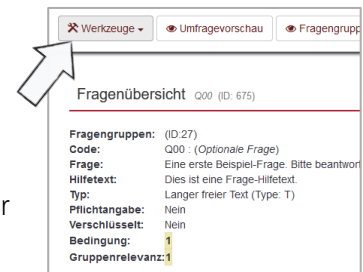 Werkzeuge Umfragevorschau Fragengrupp
Fragenübersicht Q00 (ID: 675)
Fragengruppen: (ID:27)
Code: Q00 : (Optionale Frage)
Frage: Eine erste Beispiel-Frage. Bitte beantwort
Hilfetext: Dies ist eine Frage-Hilfetext.
r
Typ: Langer freier Text (Type: T)
Pflichtangabe: Nein
Verschlüsselt: Nein
Bedingung: 1
Gruppenrelevanz: 1